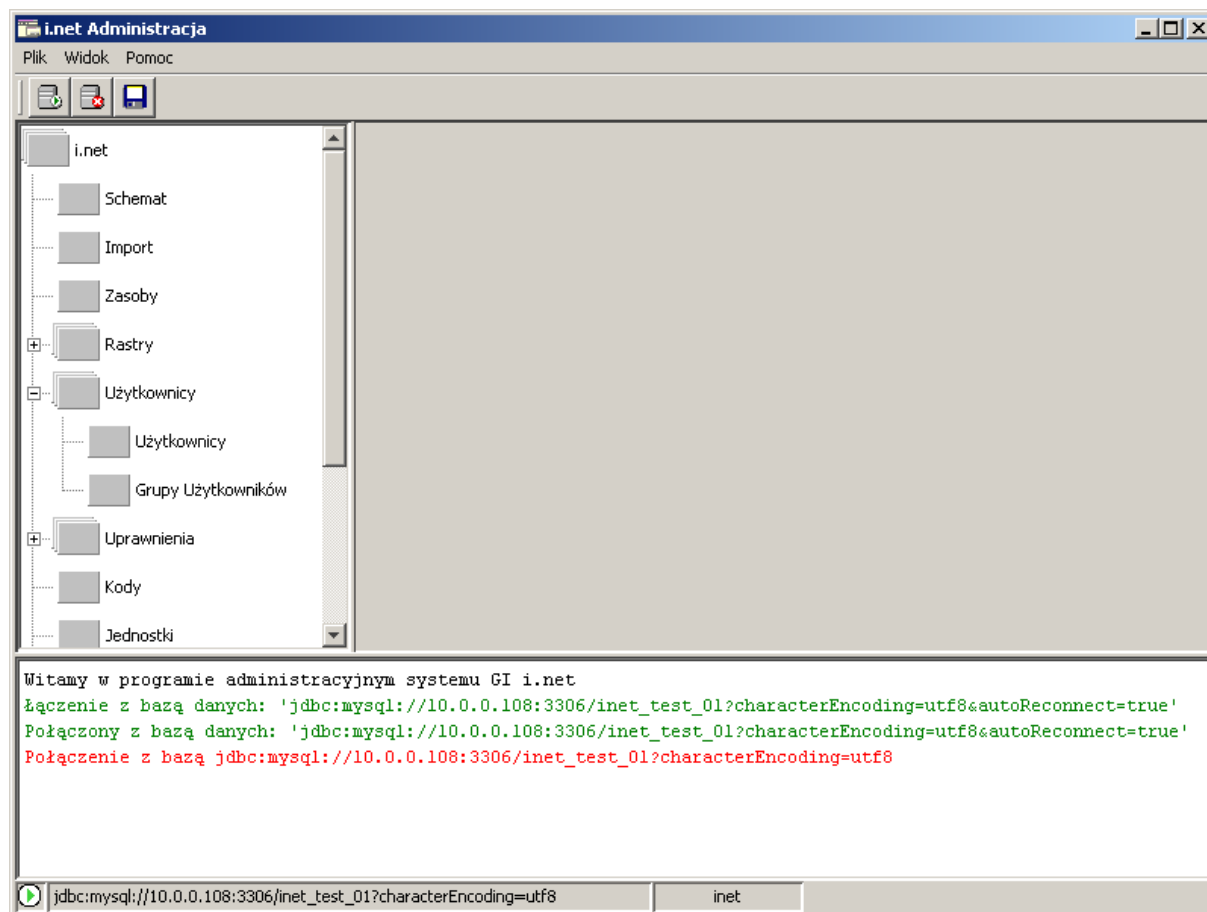 i.net Administracja
Plik Widok Pomoc
i.net
Schemat
Import
Zasoby
Rastry
Użytkownicy
Użytkownicy
Grupy Użytkowników
Uprawnienia
Kody
Jednostki
Witamy w programie administracyjnym systemu GI i.net
Łączenie z bazą danych: 'jdbc:mysql://10.0.0.108:3306/inet_test_01?characterEncoding=utf8&autoReconnect=true'
Połączony z bazą danych: 'jdbc:mysql://10.0.0.108:3306/inet_test_01?characterEncoding=utf8&autoReconnect=true'
Połączenie z bazą jdbc:mysql://10.0.0.108:3306/inet_test_01?characterEncoding=utf8
jdbc:mysql://10.0.0.108:3306/inet_test_01?characterEncoding=utf8 inet